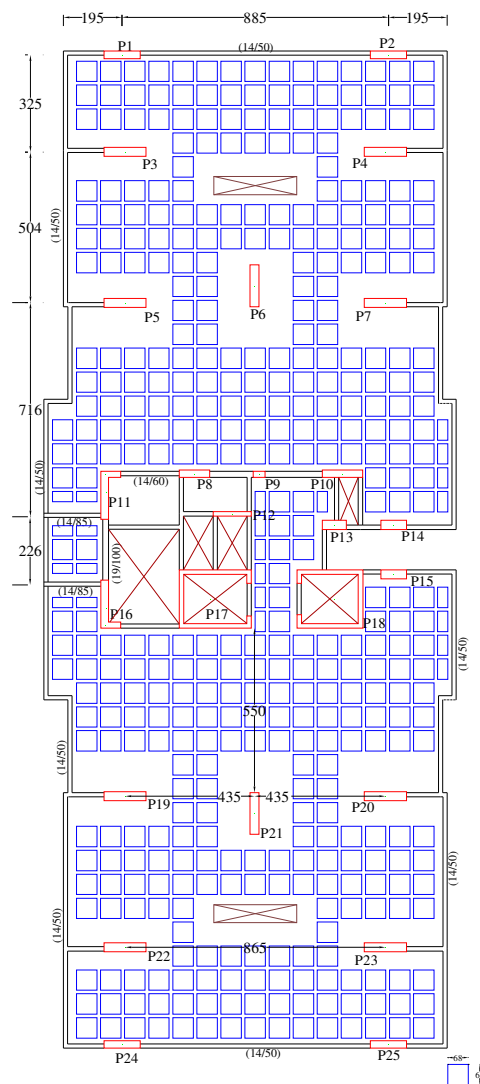 195 885 195
P1 P2
(14/50)
325
P3 P4
504
(14/50)
P5 P6 P7
716
(14/50)
(14/60) P8 P9 P10
P11
(14/85) P12
P13 P14
226
(19/100)
(14/85)
P15
P16 P17 P18
(14/50)
550
(14/50)
P19 435 435 P20
P21
(14/50)
(14/50)
P22 865 P23
P24 (14/50) P25
68